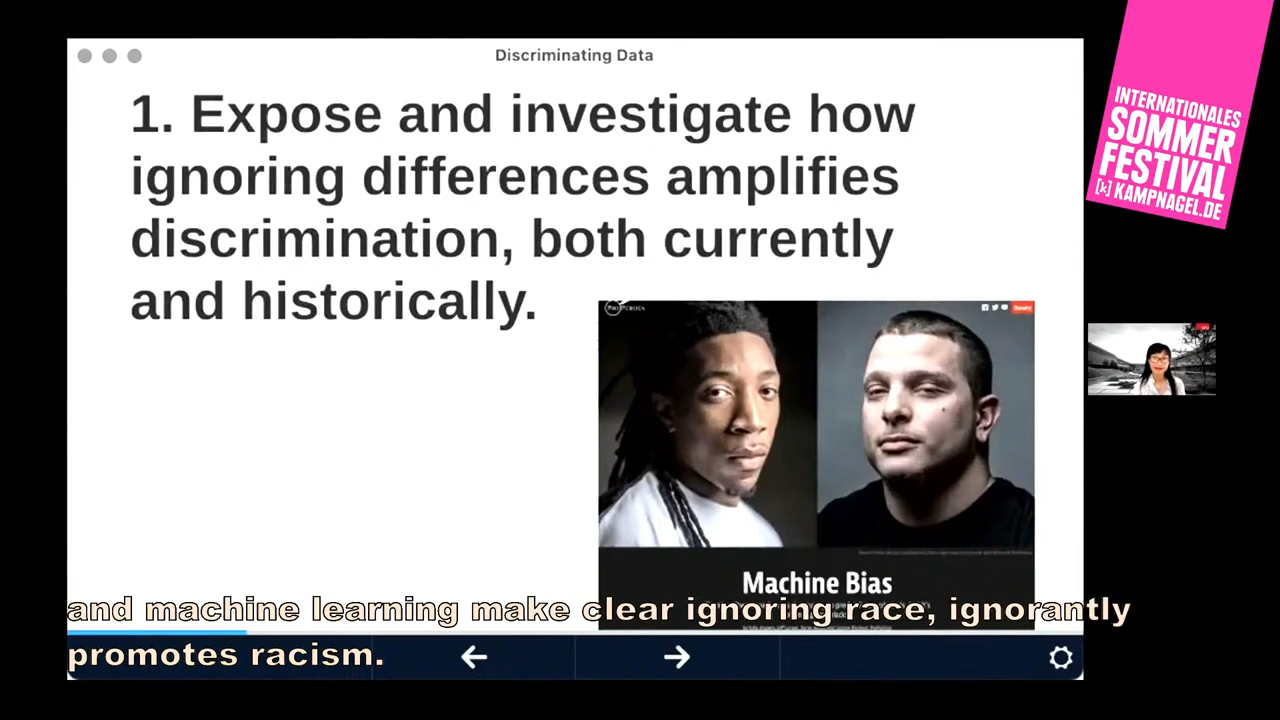 Discriminating Data
1. Expose and investigate how
ignoring differences amplifies
discrimination, both currently
and historically.
INTERNATIONALES
SOMMER
FESTIVAL
[k] KAMPNAGEL.DE
Donate
Machine Bias
and machine learning make clear ignoring race, ignorantly
promotes racism.